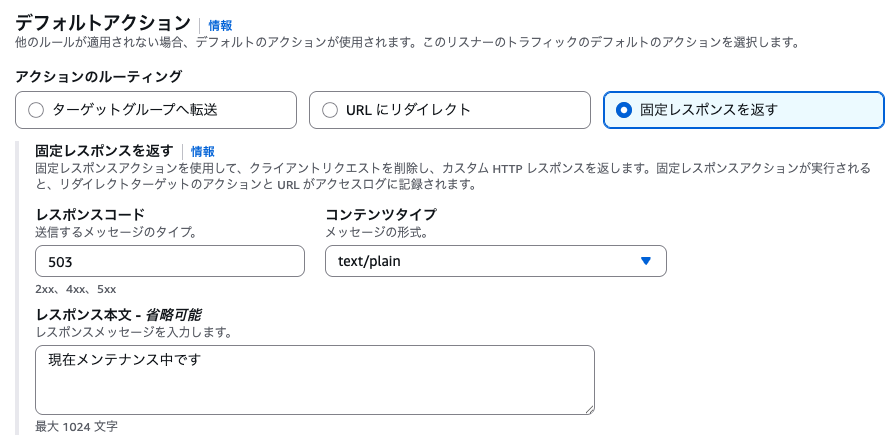 デフォルトアクション 情報
他のルールが適用されない場合、デフォルトのアクションが使用されます。このリスナーのトラフィックのデフォルトのアクションを選択します。
アクションのルーティング
ターゲットグループへ転送
URL にリダイレクト
固定レスポンスを返す
固定レスポンスを返す 情報
固定レスポンスアクションを使用して、クライアントリクエストを削除し、カスタム HTTP レスポンスを返します。固定レスポンスアクションが実行される
と、リダイレクトターゲットのアクションと URL がアクセスログに記録されます。
レスポンスコード
送信するメッセージのタイプ。
503
2xx、4xx、5xx
コンテンツタイプ
メッセージの形式。
text/plain
レスポンス本文 - 省略可能
レスポンスメッセージを入力します。
現在メンテナンス中です
最大 1024 文字